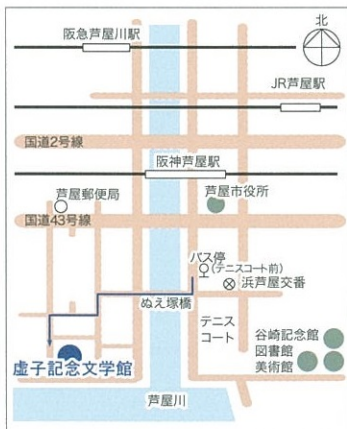 阪急芦屋川駅
北
JR芦屋駅
国道2号線
阪神芦屋駅
芦屋郵便局
芦屋市役所
国道43号線
バス停
(テニスコート前)
浜芦屋交番
ぬえ塚橋
テニス
コート
谷崎記念館
図書館
美術館
虚子記念文学館
芦屋川